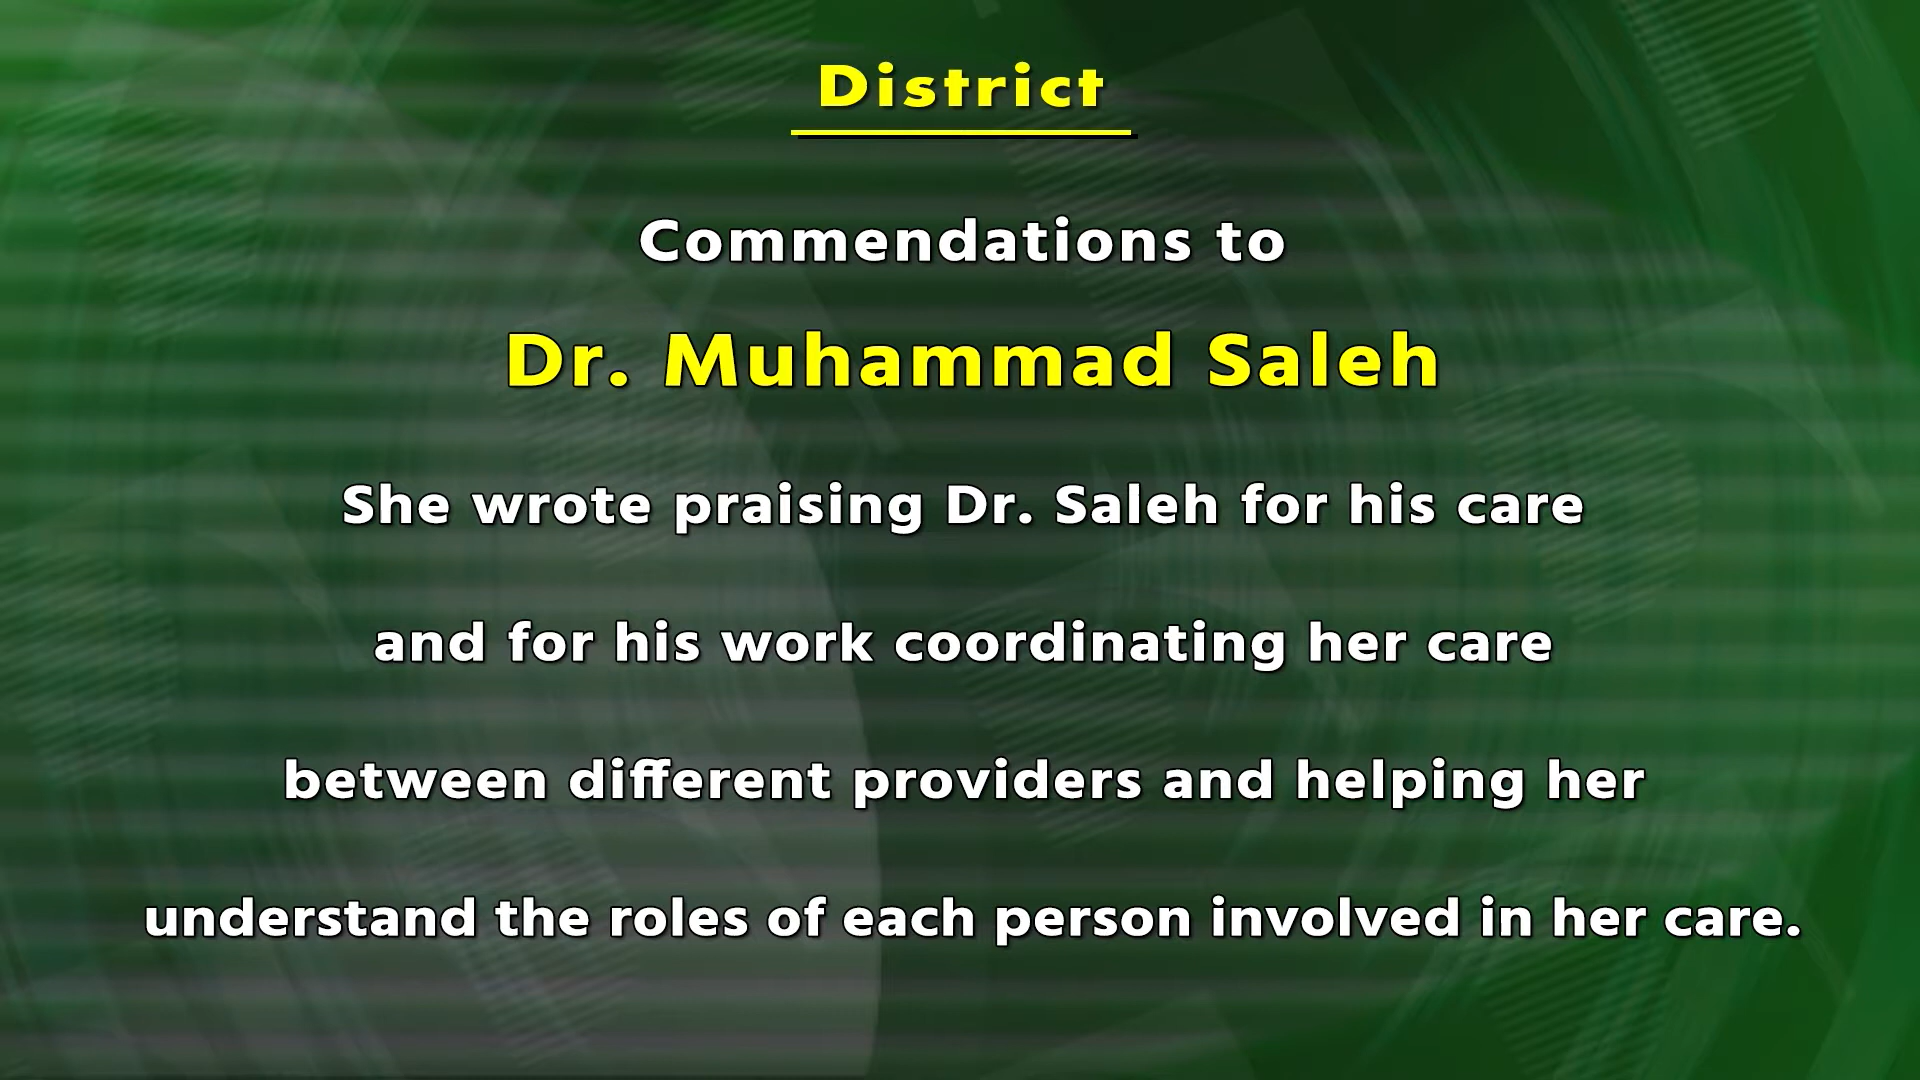 District
Commendations to
Dr. Muhammad Saleh
She wrote praising Dr. Saleh for his care
and for his work coordinating her care
between different providers and helping her
understand the roles of each person involved in her care.